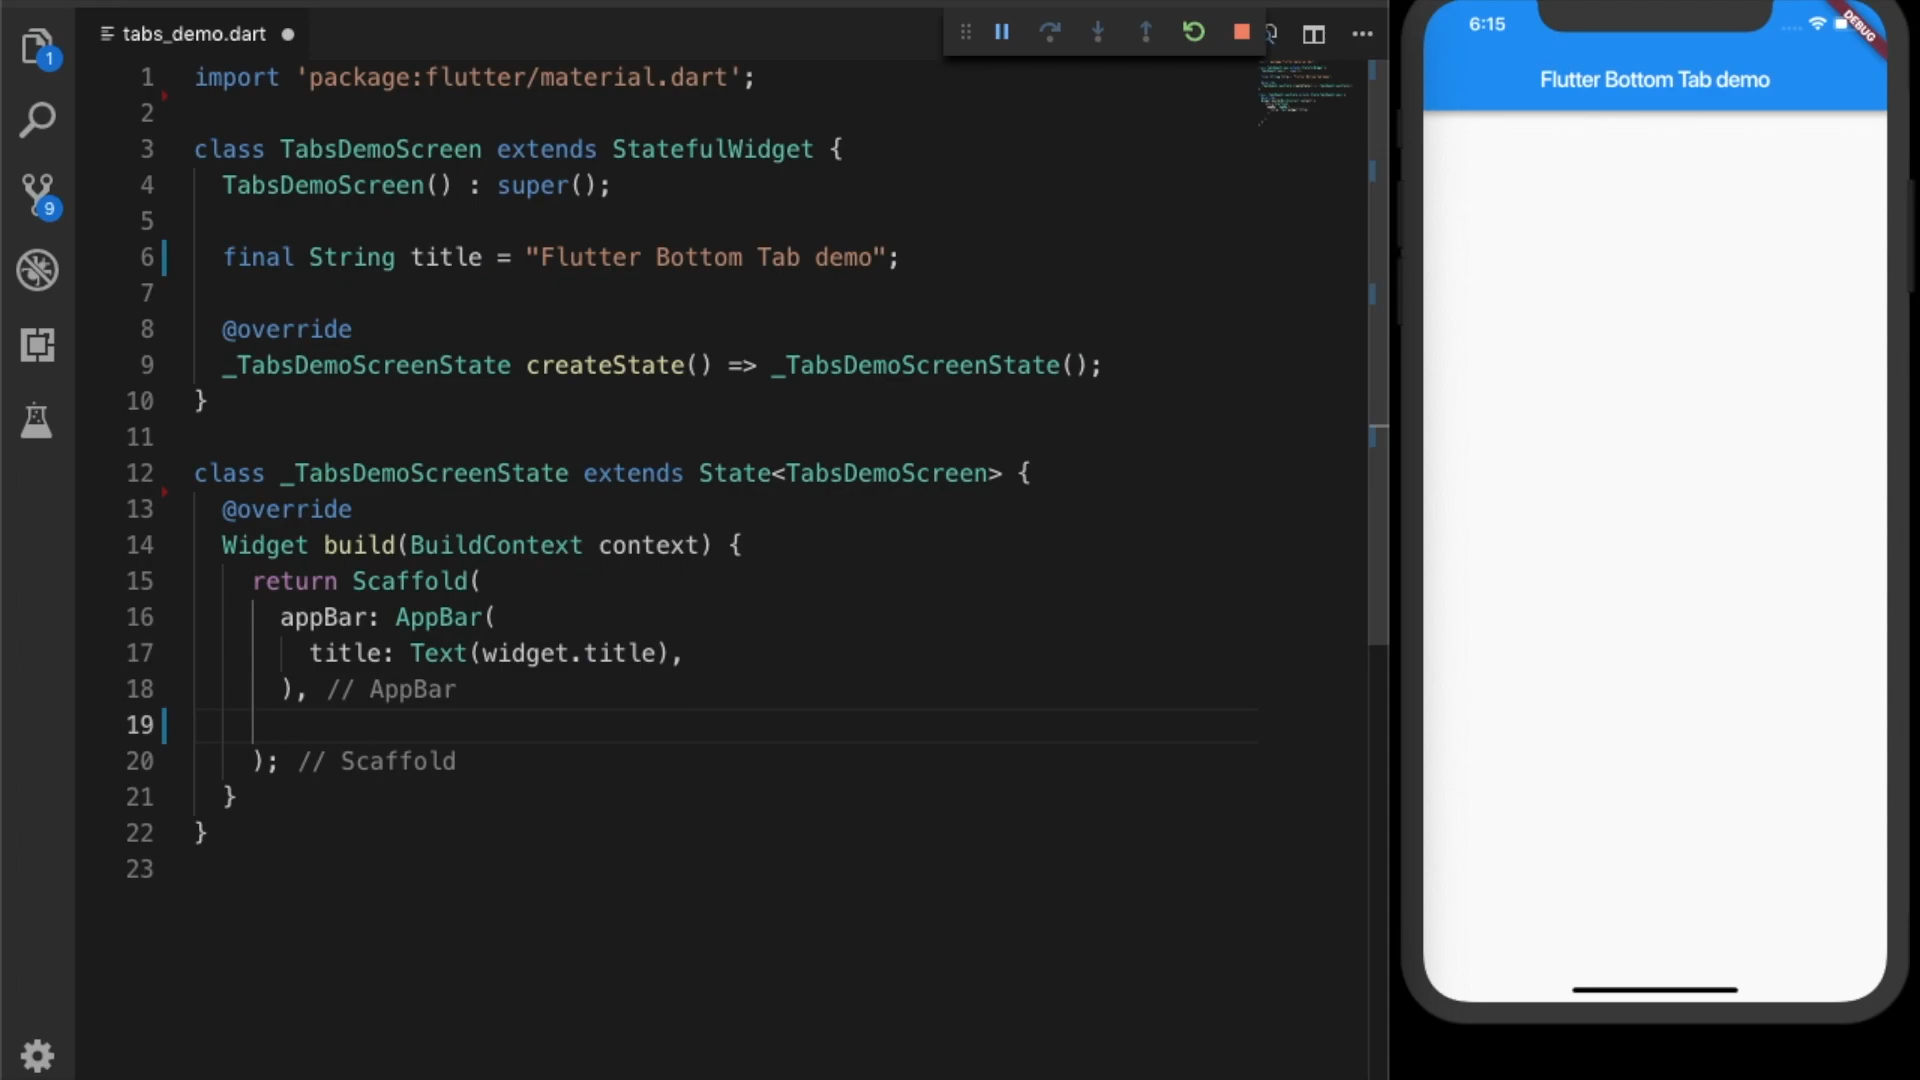 tabs_demo.dart
1
9
1 import 'package:flutter/material.dart';
2
3 class TabsDemoScreen extends StatefulWidget {
4 TabsDemoScreen() : super();
5
6 final String title = "Flutter Bottom Tab demo";
7
8 @override
9 _TabsDemoScreenState createState() => _TabsDemoScreenState();
10 }
11
12 class _TabsDemoScreenState extends State<TabsDemoScreen> {
13 @override
14 Widget build(BuildContext context) {
15 return Scaffold(
16 appBar: AppBar(
17 title: Text(widget.title),
18 ), // AppBar
19
20 ); // Scaffold
21 }
22 }
23
6:15
DEBUG
Flutter Bottom Tab demo